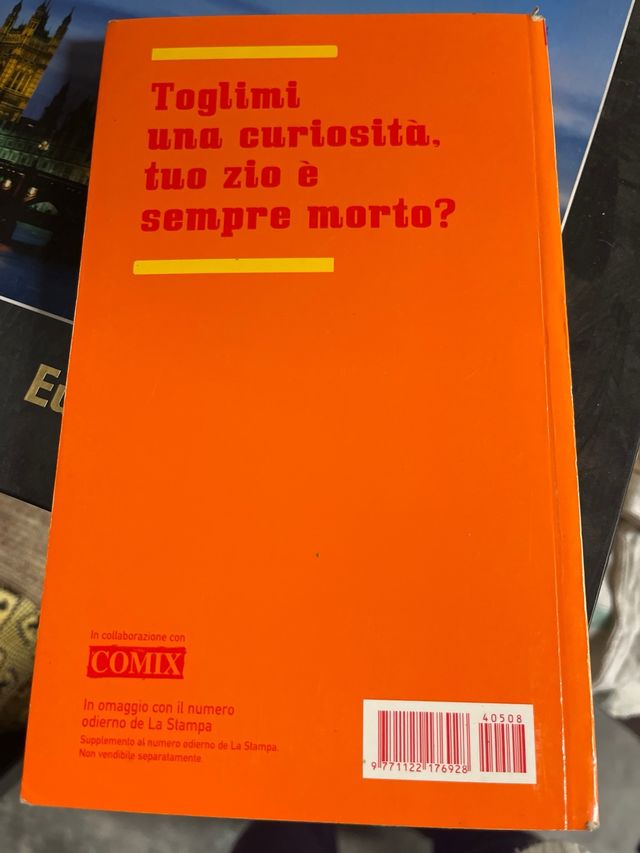 Toglimi
una curiosità,
tuo zio è
sempre morto?
Eu
In collaborazione con
COMIX
In omaggio con il numero
odierno de La Stampa
Supplemento al numero odierno de La Stampa.
Non vendibile separatamente
40508
9 771122 176928